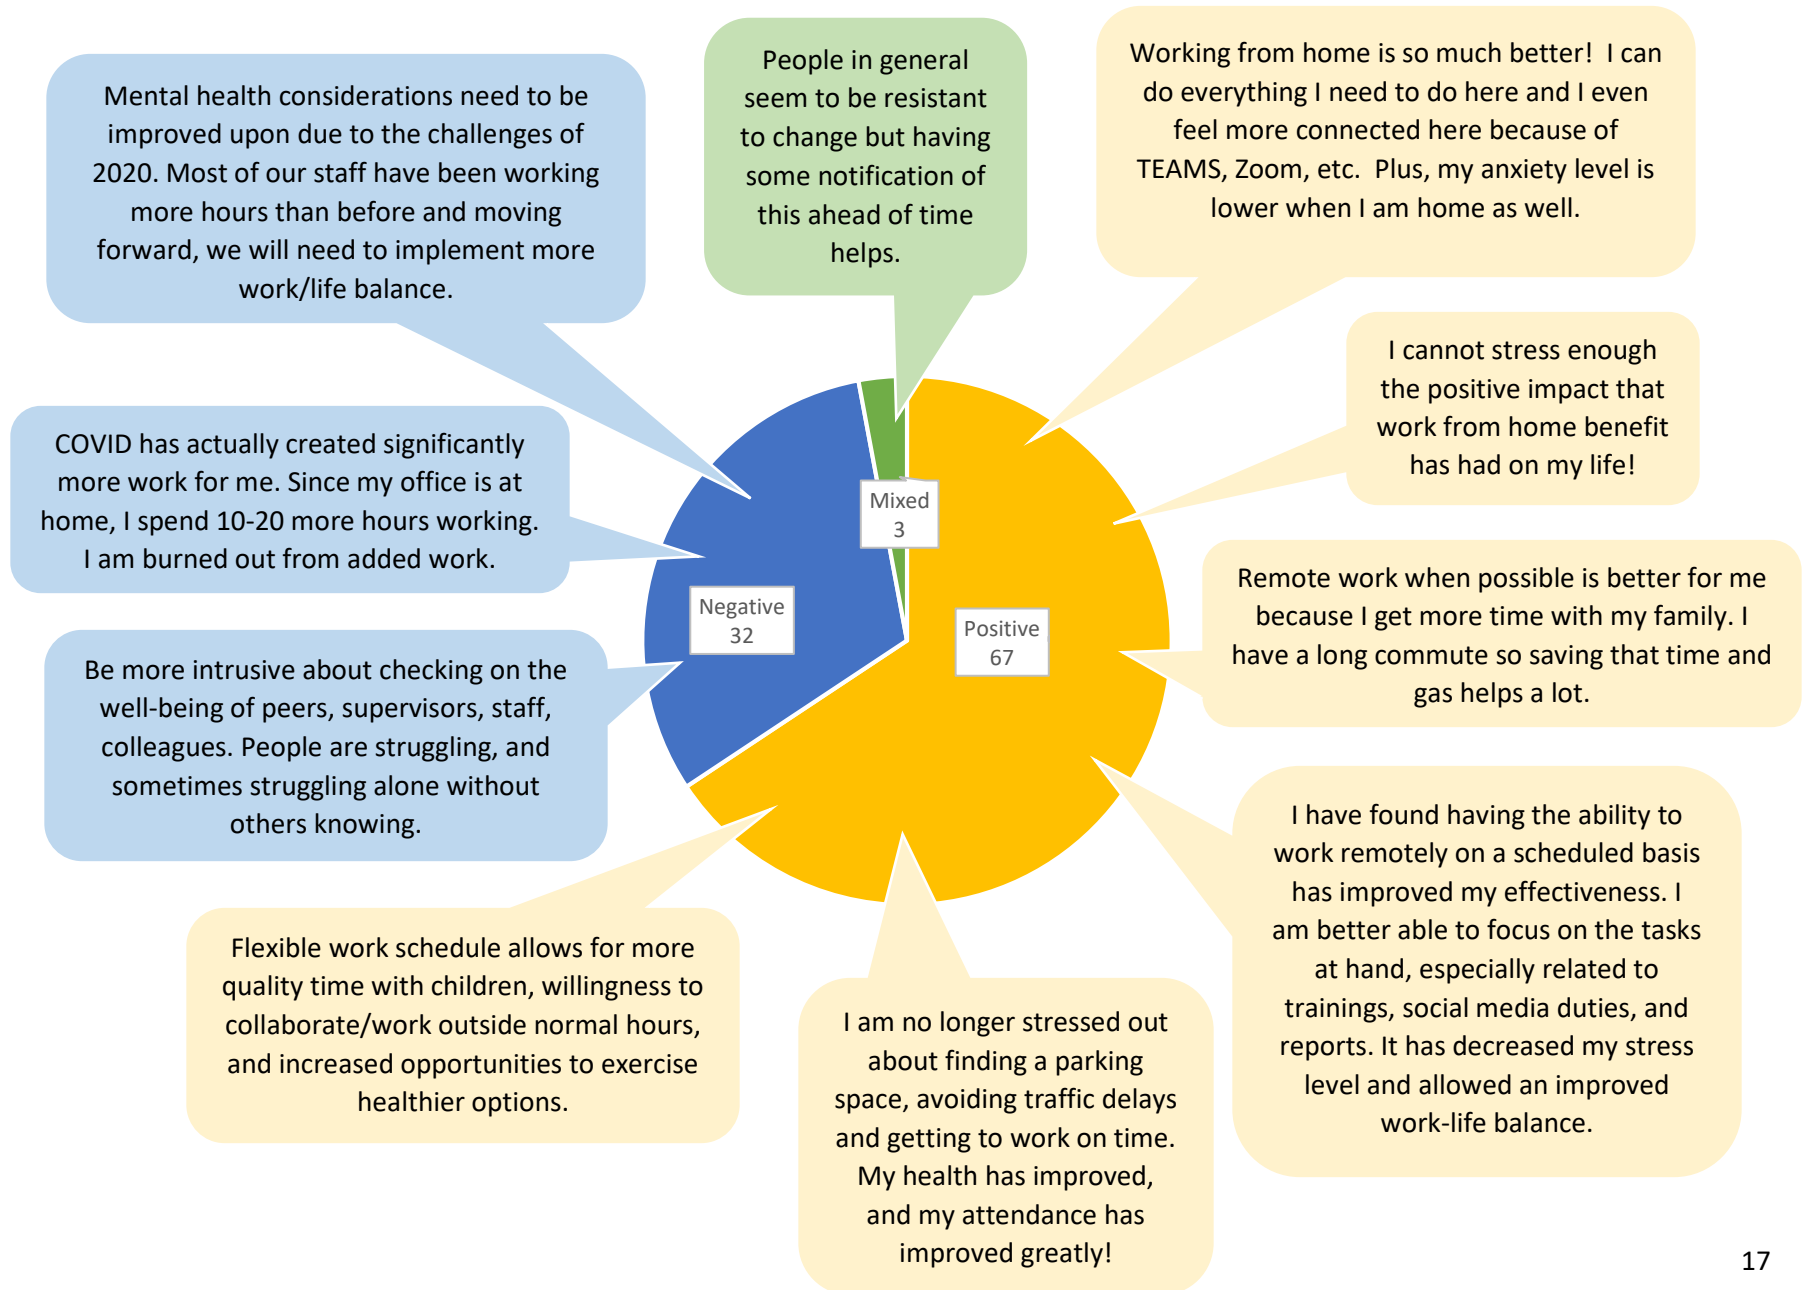 Mental health considerations need to be
improved upon due to the challenges of
2020. Most of our staff have been working
more hours than before and moving
forward, we will need to implement more
work/life balance.
People in general
seem to be resistant
to change but having
some notification of
this ahead of time
helps.
Working from home is so much better!  I can
do everything I need to do here and I even
feel more connected here because of
TEAMS, Zoom, etc.  Plus, my anxiety level is
lower when I am home as well.
I cannot stress enough
the positive impact that
work from home benefit
has had on my life!
COVID has actually created significantly
more work for me. Since my office is at
home, I spend 10-20 more hours working.
I am burned out from added work.
Mixed
3
Negative
32
Positive
67
Remote work when possible is better for me
because I get more time with my family. I
have a long commute so saving that time and
gas helps a lot.
Be more intrusive about checking on the
well-being of peers, supervisors, staff,
colleagues. People are struggling, and
sometimes struggling alone without
others knowing.
I have found having the ability to
work remotely on a scheduled basis
has improved my effectiveness. I
am better able to focus on the tasks
at hand, especially related to
trainings, social media duties, and
reports. It has decreased my stress
level and allowed an improved
work-life balance.
Flexible work schedule allows for more
quality time with children, willingness to
collaborate/work outside normal hours,
and increased opportunities to exercise
healthier options.
I am no longer stressed out
about finding a parking
space, avoiding traffic delays
and getting to work on time.
My health has improved,
and my attendance has
improved greatly!
17